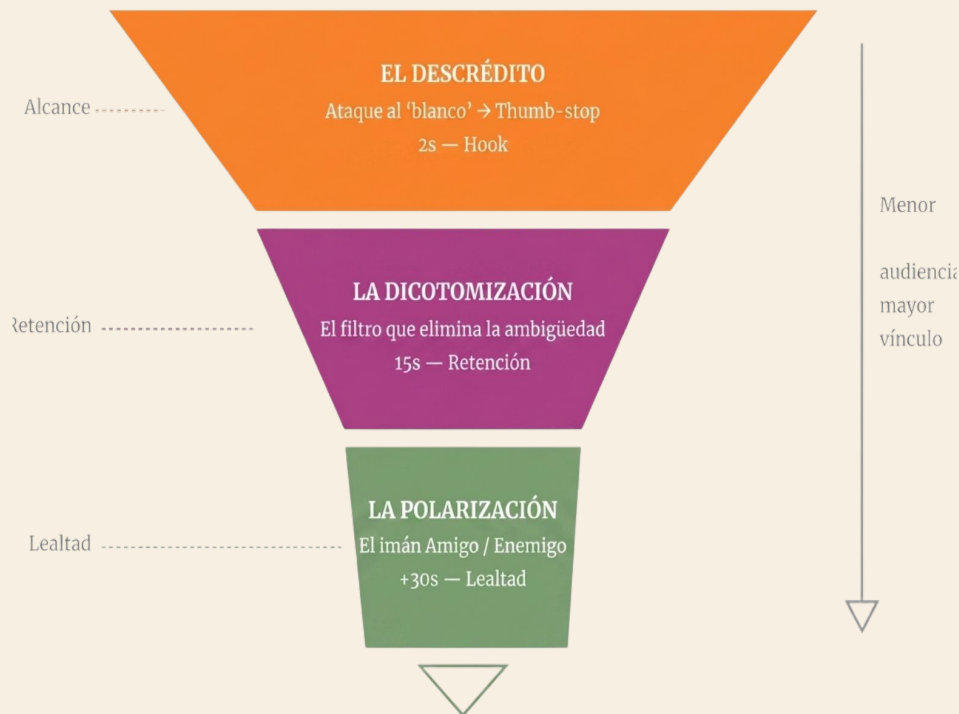 EL DESCRÉDITO
Ataque al ‘blanco’ → Thumb-stop
2s — Hook
Alcance
LA DICOTOMIZACIÓN
El filtro que elimina la ambigüedad
15s — Retención
Retención
LA POLARIZACIÓN
El imán Amigo / Enemigo
+30s — Lealtad
Lealtad
Menor
audiencia
mayor
vínculo